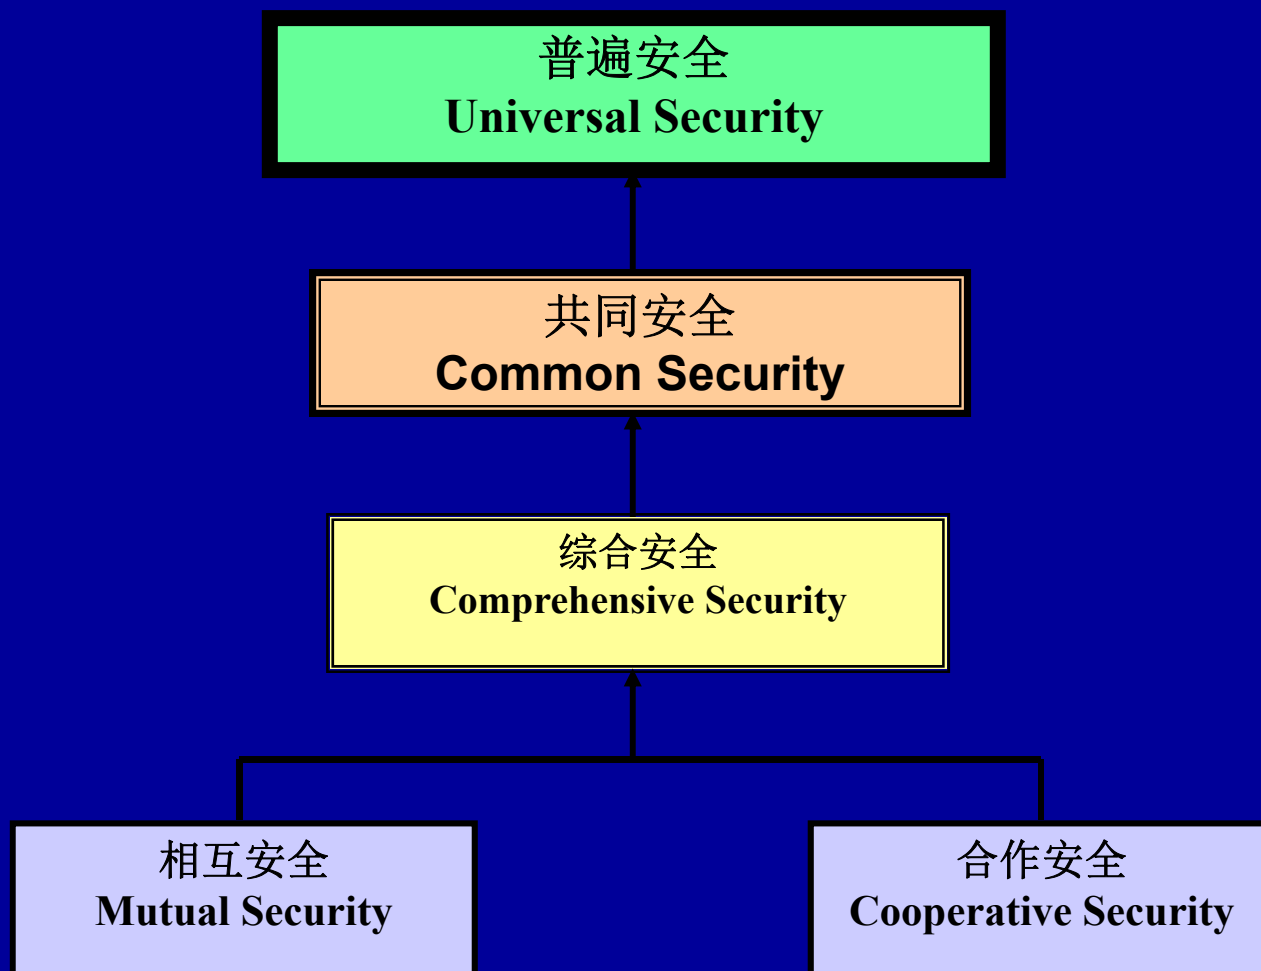 普遍安全
Universal Security
共同安全
Common Security
综合安全
Comprehensive Security
相互安全
Mutual Security
合作安全
Cooperative Security